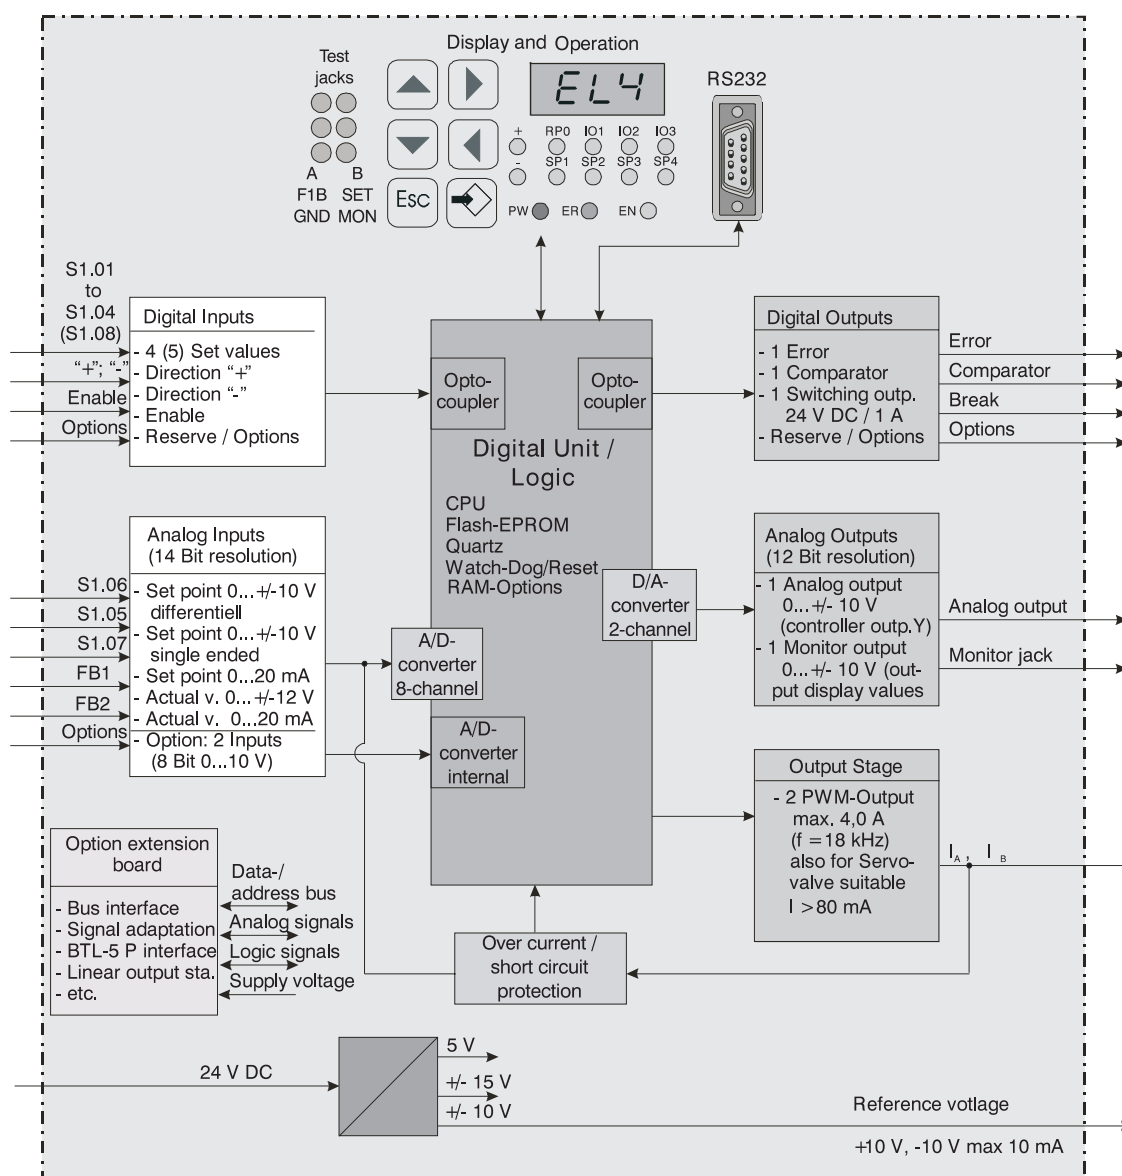 Display and Operation
Test
jacks
EL4
RS232
+ RP0 IO1 IO2 IO3
- SP1 SP2 SP3 SP4
A B
F1B SET
GND MON
Esc
PW ER EN
S1.01
to
S1.04
(S1.08)
"+"; "-"
Enable
Options
Digital Inputs
- 4 (5) Set values
- Direction "+"
- Direction "-"
- Enable
- Reserve / Options
Opto-
coupler
Opto-
coupler
Digital Unit /
Logic
CPU
Flash-EPROM
Quartz
Watch-Dog/Reset
RAM-Options
Digital Outputs
- 1 Error
- 1 Comparator
- 1 Switching outp.
24 V DC / 1 A
- Reserve / Options
Error
Comparator
Break
Options
S1.06
S1.05
S1.07
FB1
FB2
Options
Analog Inputs
(14 Bit resolution)
- Set point 0...+/-10 V
differentiell
- Set point 0...+/-10 V
single ended
- Set point 0...20 mA
- Actual v. 0...+/-12 V
- Actual v. 0...20 mA
- Option: 2 Inputs
(8 Bit 0...10 V)
A/D-
converter
8-channel
A/D-
converter
internal
D/A-
converter
2-channel
Analog Outputs
(12 Bit resolution)
- 1 Analog output
0...+/- 10 V
(controller outp.Y)
- 1 Monitor output
0...+/- 10 V (out-
put display values
Analog output
Monitor jack
Output Stage
- 2 PWM-Output
max. 4,0 A
(f = 18 kHz)
also for Servo-
valve suitable
I > 80 mA
IA, IB
Option extension
board
- Bus interface
- Signal adaptation
- BTL-5 P interface
- Linear output sta.
- etc.
Data-/
address bus
Analog signals
Logic signals
Supply voltage
Over current /
short circuit
protection
24 V DC
5 V
+/- 15 V
+/- 10 V
Reference votlage
+10 V, -10 V max 10 mA